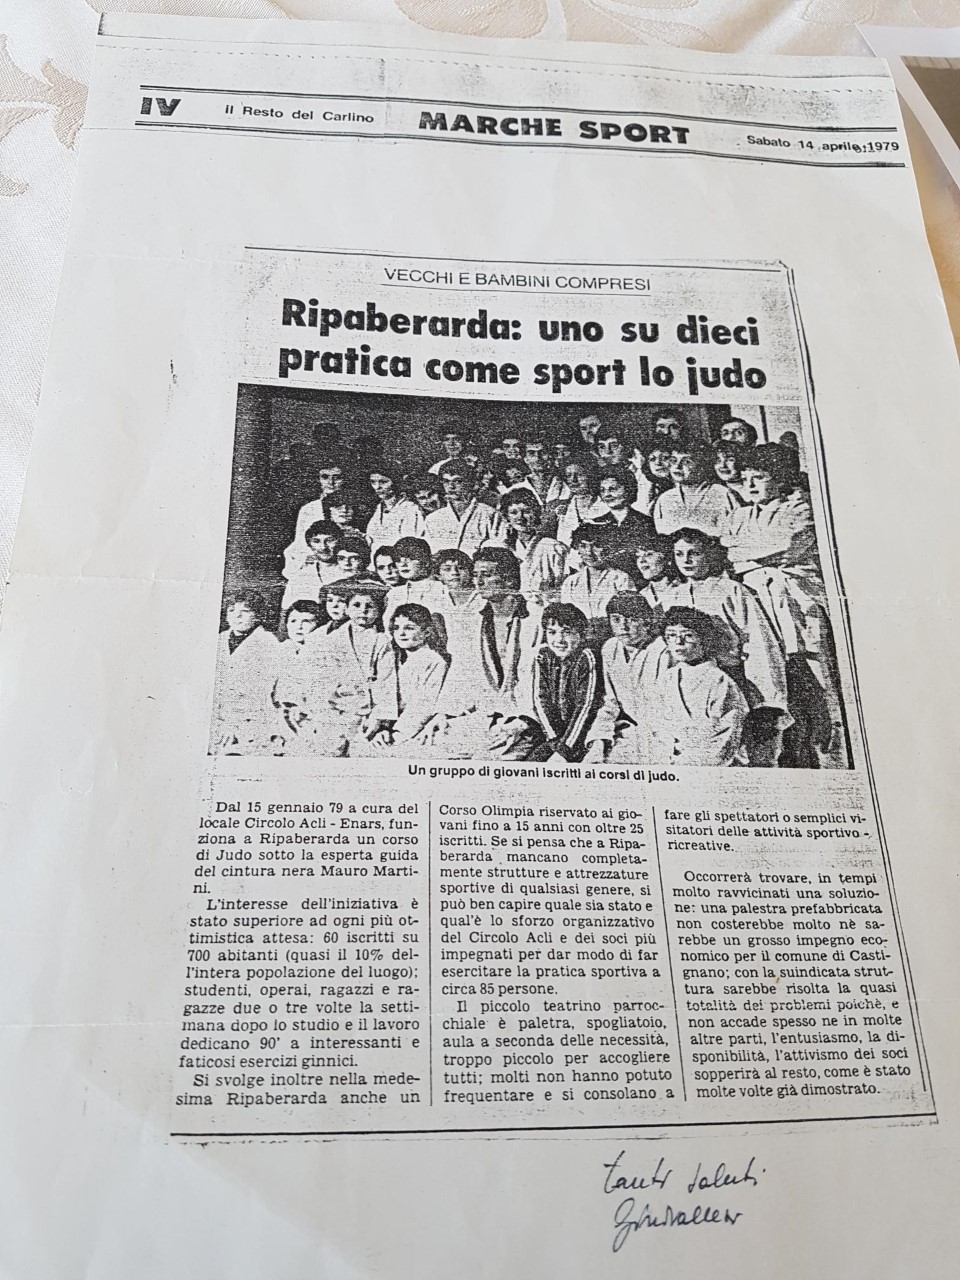 IV il Resto del Carlino MARCHE SPORT Sabato 14 aprile 1979
VECCHI E BAMBINI COMPRESI
Ripaberarda: uno su dieci
pratica come sport lo judo
Un gruppo di giovani iscritti ai corsi di judo.
Dal 15 gennaio 79 a cura del
locale Circolo Acli - Enars, fun-
ziona a Ripaberarda un corso
di Judo sotto la esperta guida
del cintura nera Mauro Marti-
ni.
L'interesse dell'iniziativa è
stato superiore ad ogni più ot-
timistica attesa: 60 iscritti su
700 abitanti (quasi il 10% del-
l'intera popolazione del luogo);
studenti, operai, ragazzi e ra-
gazze due o tre volte la setti-
mana dopo lo studio e il lavoro
dedicano 90' a interessanti e
faticosi esercizi ginnici.
Si svolge inoltre nella mede-
sima Ripaberarda anche un
Corso Olimpia riservato ai gio-
vani fino a 15 anni con oltre 25
iscritti. Se si pensa che a Ripa-
berarda mancano completa-
mente strutture e attrezzature
sportive di qualsiasi genere, si
può ben capire quale sia stato e
qual'è lo sforzo organizzativo
del Circolo Acli e dei soci più
impegnati per dar modo di far
esercitare la pratica sportiva a
circa 85 persone.
Il piccolo teatrino parroc-
chiale è paletra, spogliatoio,
aula a seconda delle necessità,
troppo piccolo per accogliere
tutti; molti non hanno potuto
frequentare e si consolano a
fare gli spettatori o semplici vi-
sitatori delle attività sportivo -
ricreative.
Occorrerà trovare, in tempi
molto ravvicinati una soluzio-
ne: una palestra prefabbricata
non costerebbe molto nè sa-
rebbe un grosso impegno eco-
nomico per il comune di Casti-
gnano; con la suindicata strut-
tura sarebbe risolta la quasi
totalità dei problemi poichè, e
non accade spesso ne in molte
altre parti, l'entusiasmo, la di-
sponibilità, l'attivismo dei soci
sopperirà al resto, come è stato
molte volte già dimostrato.
tanti saluti